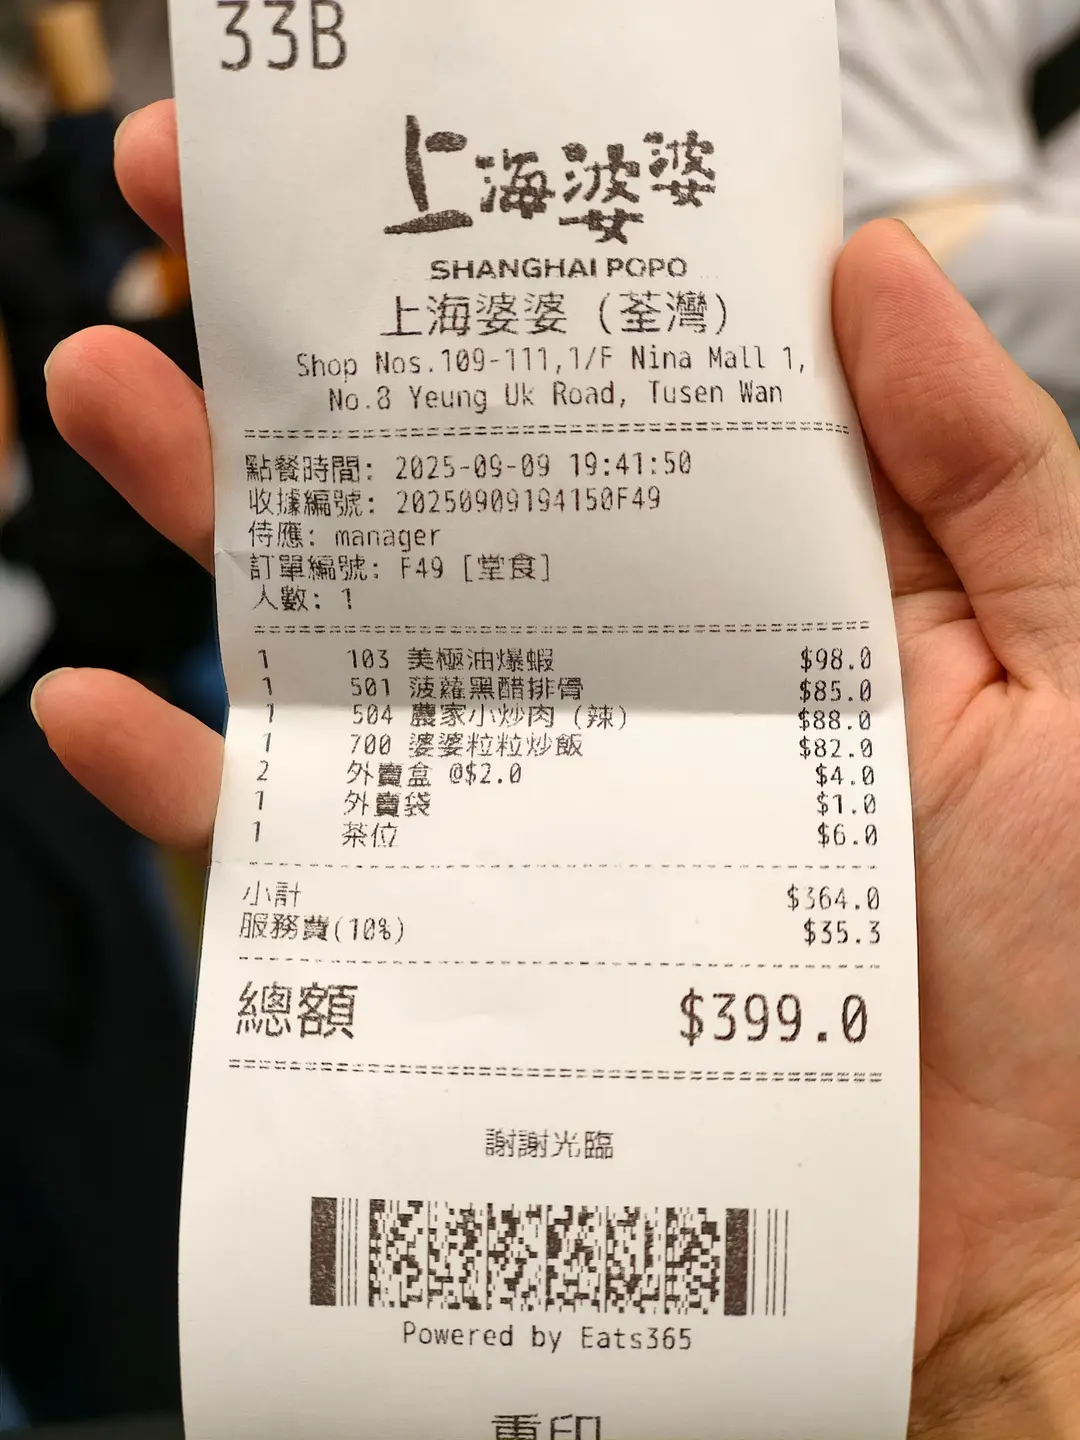 33B
上海婆婆
SHANGHAI POPO
上海婆婆 (荃灣)
Shop Nos.109-111,1/F Nina Mall 1,
No.8 Yeung Uk Road, Tusen Wan
點餐時間: 2025-09-09 19:41:50
收據編號: 20250909194150F49
侍應: manager
訂單編號: F49 [堂食]
人數: 1
1 103 美極油爆蝦 $98.0
1 501 菠蘿黑醋排骨 $85.0
1 504 農家小炒肉 (辣) $88.0
1 700 婆婆粒粒炒飯 $82.0
2 外賣盒 @$2.0 $4.0
1 外賣袋 $1.0
1 茶位 $6.0
小計 $364.0
服務費(10%) $35.3
總額 $399.0
謝謝光臨
Powered by Eats365
重印